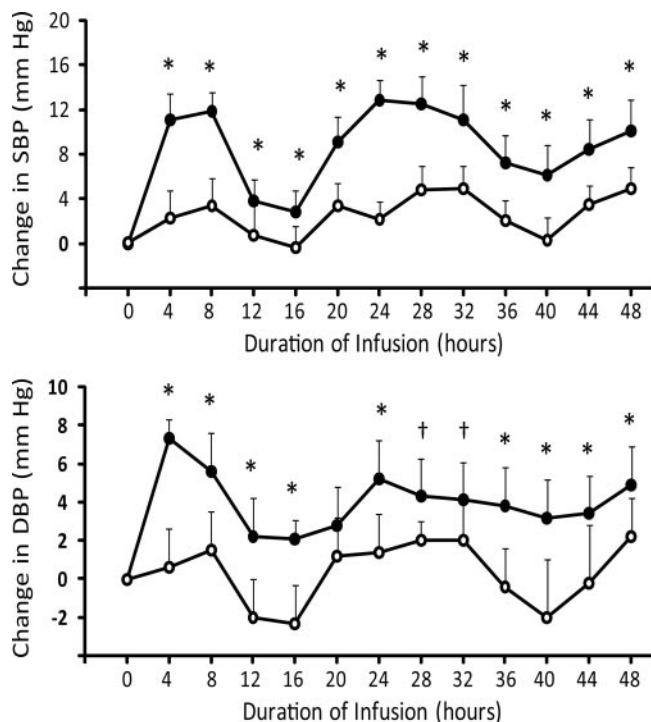 Change in SBP (mm Hg)
20
16
12
8
4
0
* * * * * * * * * * * *
0 4 8 12 16 20 24 28 32 36 40 44 48
Duration of Infusion (hours)
Change in DBP (mm Hg)
10
8
6
4
2
0
-2
* * * * * † † * * * *
0 4 8 12 16 20 24 28 32 36 40 44 48
Duration of Infusion (hours)